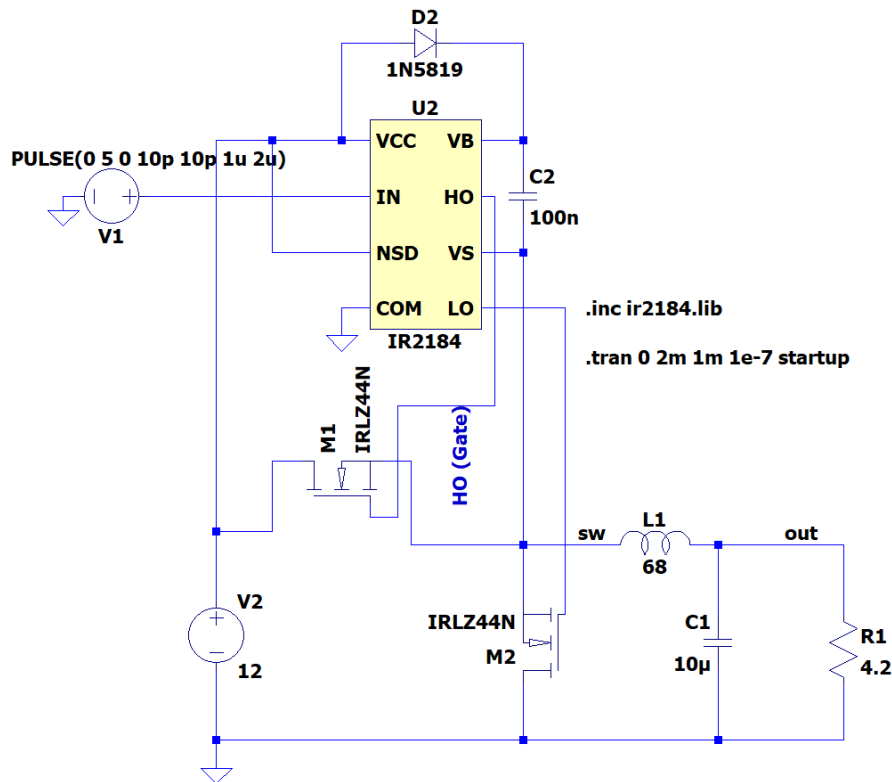 D2
1N5819
U2
VCC VB
PULSE(0 5 0 10p 10p 1u 2u)
C2
IN HO
100n
V1
NSD VS
COM LO
.inc ir2184.lib
IR2184
.tran 0 2m 1m 1e-7 startup
M1
IRLZ44N
HO (Gate)
sw
L1
out
68
V2
12
IRLZ44N
M2
C1
10µ
R1
4.2